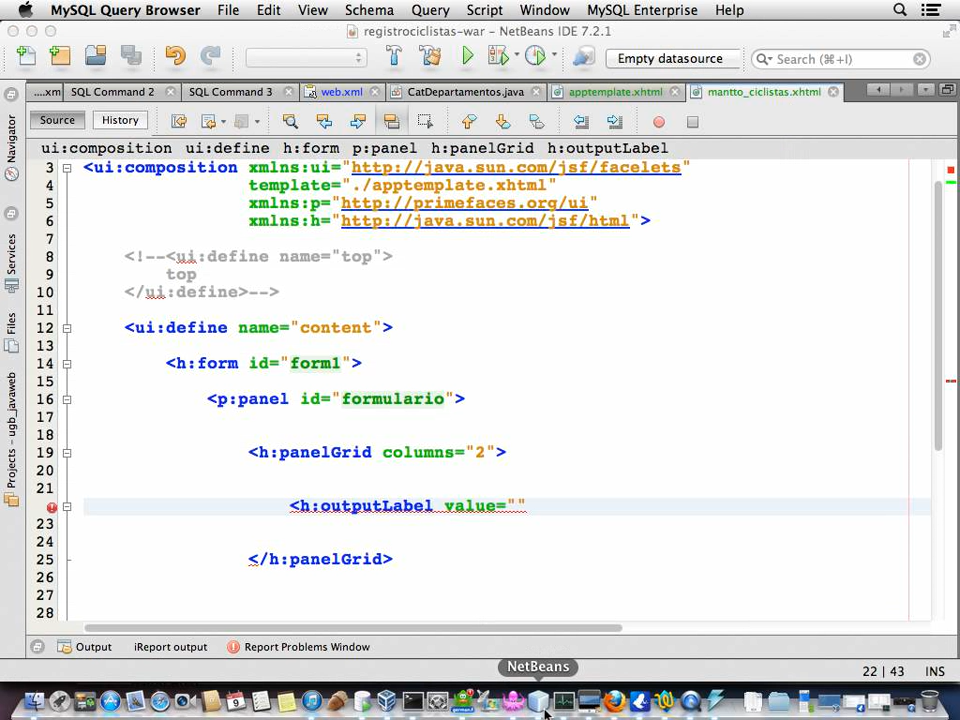 MySQL Query Browser File Edit View Schema Query Script Window MySQL Enterprise Help
registrociclistas-war - NetBeans IDE 7.2.1
Empty datasource
Search (⌘+I)
....xm SQL Command 2 SQL Command 3 web.xml CatDepartamentos.java apptemplate.xhtml mantto_ciclistas.xhtml
Source History
Navigator
Services
Files
Projects - ugb_javaweb
ui:composition ui:define h:form p:panel h:panelGrid h:outputLabel
3 <ui:composition xmlns:ui="http://java.sun.com/jsf/facelets"
4 template="./apptemplate.xhtml"
5 xmlns:p="http://primefaces.org/ui"
6 xmlns:h="http://java.sun.com/jsf/html">
7
8 <!--<ui:define name="top">
9 top
10 </ui:define>-->
11
12 <ui:define name="content">
13
14 <h:form id="form1">
15
16 <p:panel id="formulario">
17
18
19 <h:panelGrid columns="2">
20
21
<h:outputLabel value=""
23
24
25 </h:panelGrid>
26
27
28
Output iReport output Report Problems Window
NetBeans
22 | 43 INS